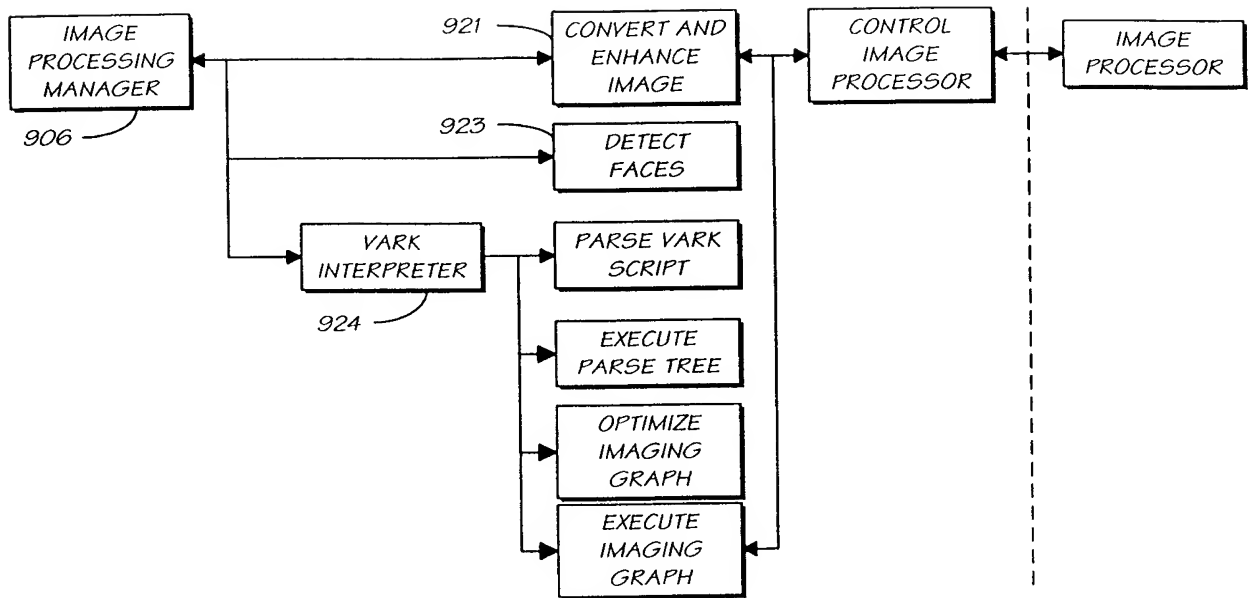 IMAGE
PROCESSING
MANAGER
906
921
CONVERT AND
ENHANCE
IMAGE
CONTROL
IMAGE
PROCESSOR
IMAGE
PROCESSOR
923
DETECT
FACES
VARK
INTERPRETER
924
PARSE VARK
SCRIPT
EXECUTE
PARSE TREE
OPTIMIZE
IMAGING
GRAPH
EXECUTE
IMAGING
GRAPH